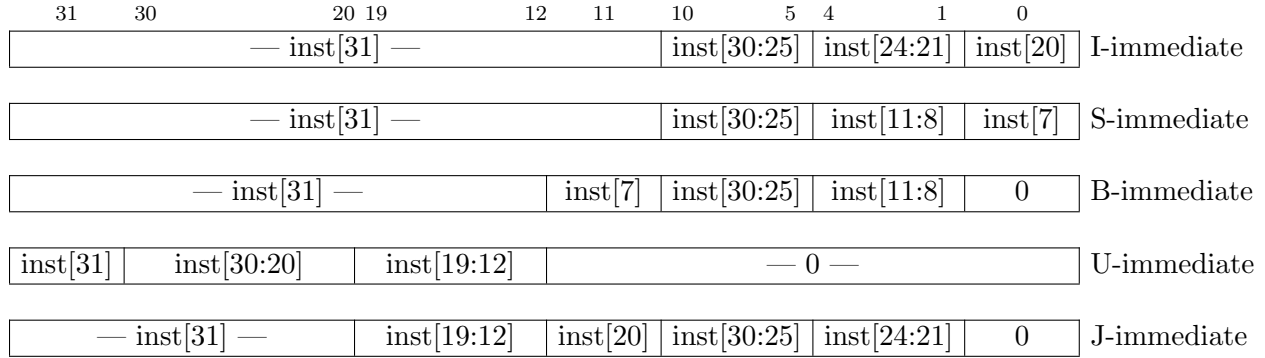 31 30 20 19 12 11 10 5 4 1 0
— inst[31] — inst[30:25] inst[24:21] inst[20] I-immediate
— inst[31] — inst[30:25] inst[11:8] inst[7] S-immediate
— inst[31] — inst[7] inst[30:25] inst[11:8] 0 B-immediate
inst[31] inst[30:20] inst[19:12] — 0 — U-immediate
— inst[31] — inst[19:12] inst[20] inst[30:25] inst[24:21] 0 J-immediate